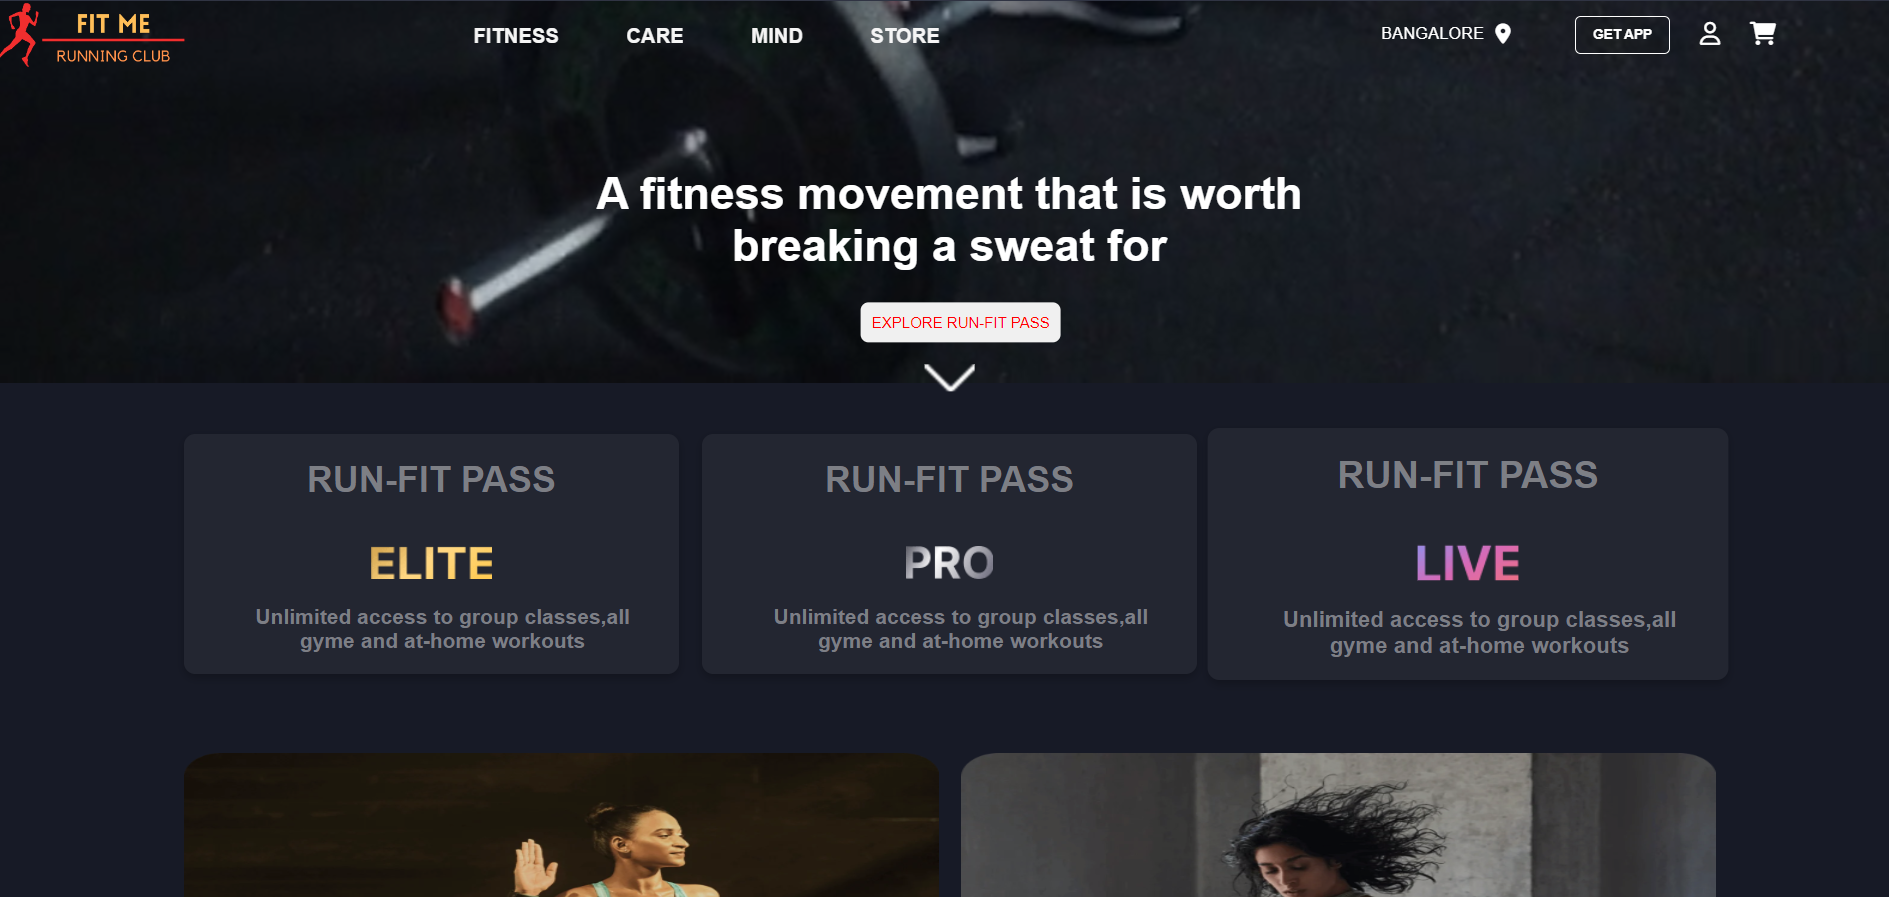 FIT ME
RUNNING CLUB
FITNESS
CARE
MIND
STORE
BANGALORE
GET APP
A fitness movement that is worth
breaking a sweat for
EXPLORE RUN-FIT PASS
RUN-FIT PASS
ELITE
Unlimited access to group classes,all
gyme and at-home workouts
RUN-FIT PASS
PRO
Unlimited access to group classes,all
gyme and at-home workouts
RUN-FIT PASS
LIVE
Unlimited access to group classes,all
gyme and at-home workouts